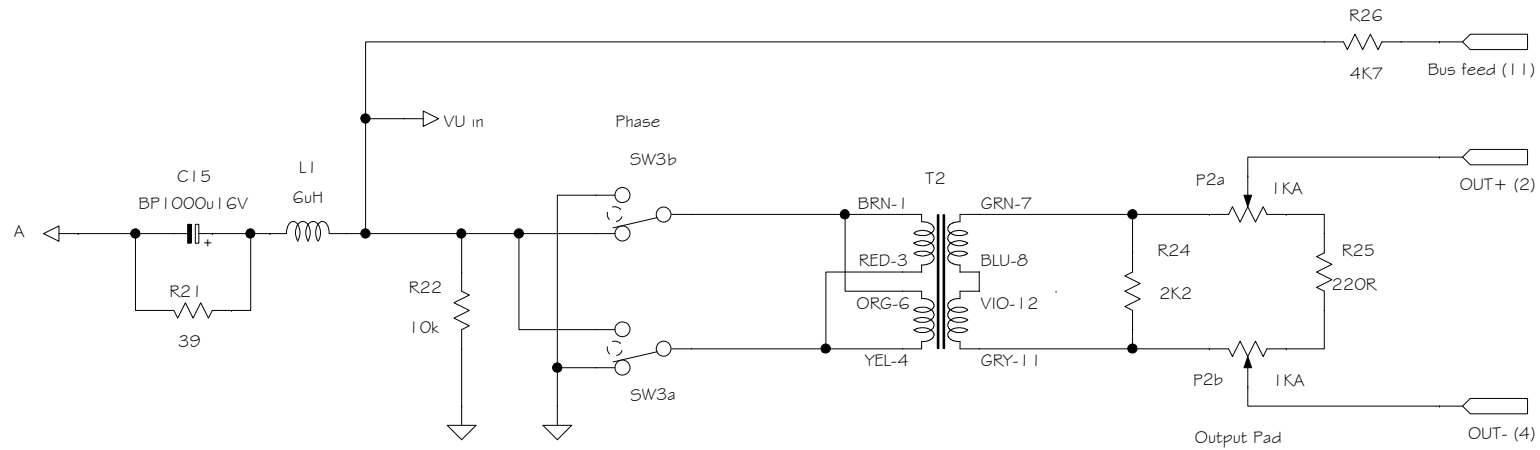 R26
4K7
Bus feed (11)
VU in
Phase
SW3b
L1
6uH
C15
BP1000u16V
+
A
R21
39
R22
10k
T2
BRN-1
GRN-7
RED-3
BLU-8
ORG-6
VIO-12
YEL-4
GRY-11
SW3a
P2a
1KA
OUT+ (2)
R24
2K2
R25
220R
P2b
1KA
OUT- (4)
Output Pad